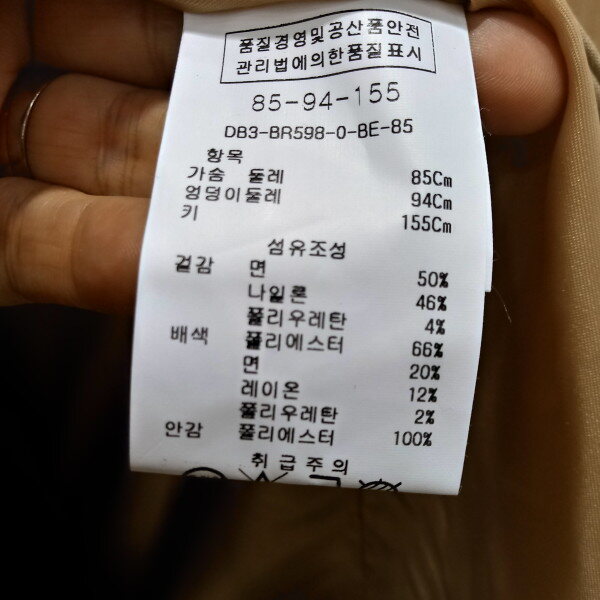 품질경영및공산품안전
관리법에의한품질표시
85-94-155
DB3-BR598-0-BE-85
항목
가슴 둘레 85Cm
엉덩이둘레 94Cm
키 155Cm
섬유조성
겉감 면 50%
나일론 46%
폴리우레탄 4%
배색 폴리에스터 66%
면 20%
레이온 12%
폴리우레탄 2%
안감 폴리에스터 100%
취급주의